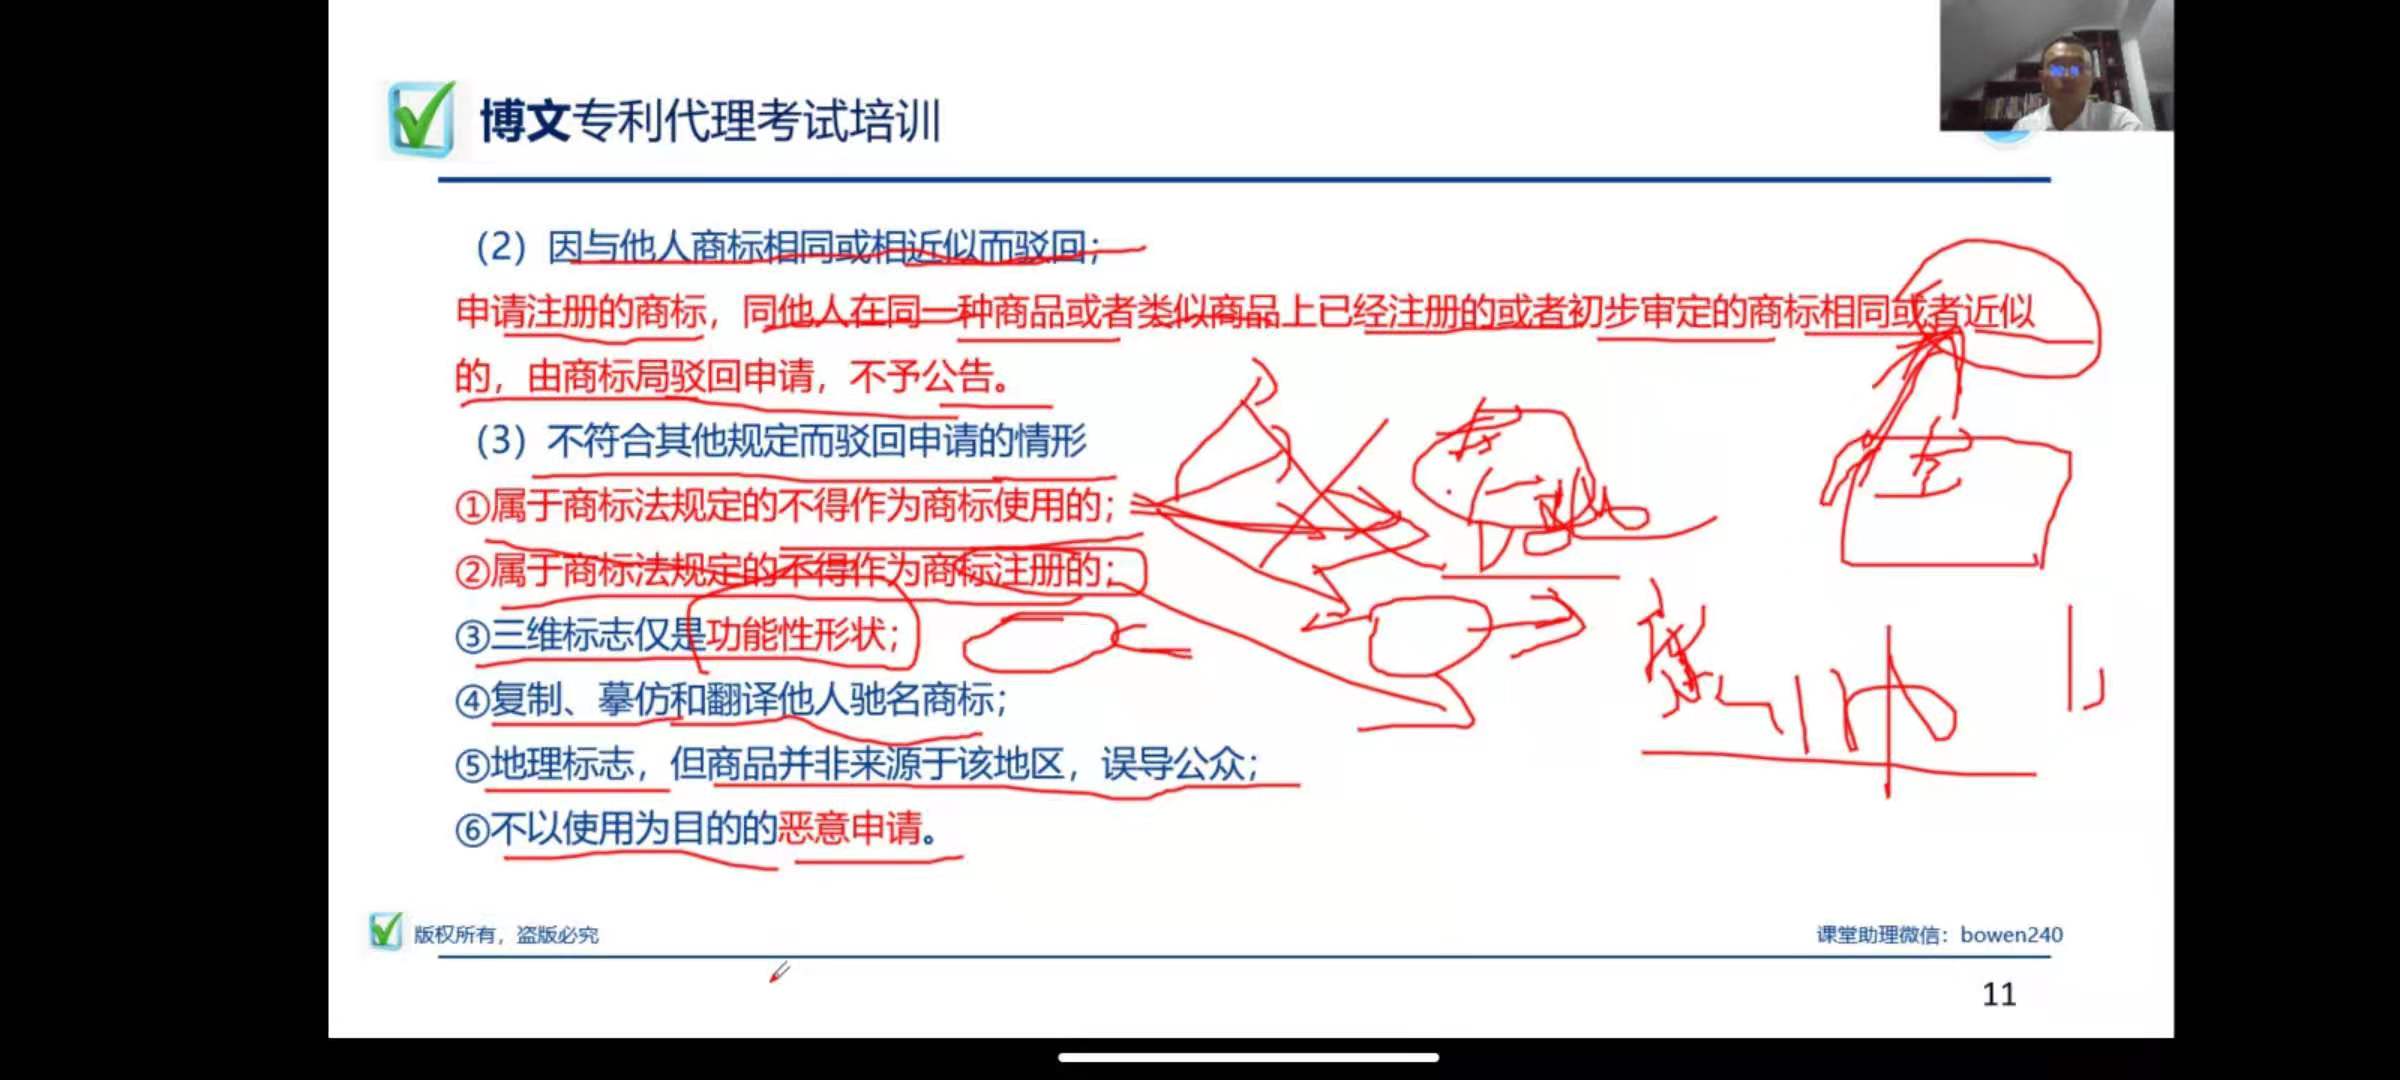 博文专利代理考试培训
（2）因与他人商标相同或相近似而驳回；
申请注册的商标，同他人在同一种商品或者类似商品上已经注册的或者初步审定的商标相同或者近似
的，由商标局驳回申请，不予公告。
（3）不符合其他规定而驳回申请的情形
①属于商标法规定的不得作为商标使用的；
②属于商标法规定的不得作为商标注册的；
③三维标志仅是功能性形状；
④复制、摹仿和翻译他人驰名商标；
⑤地理标志，但商品并非来源于该地区，误导公众；
⑥不以使用为目的的恶意申请。
版权所有，盗版必究
课堂助理微信：bowen240
11